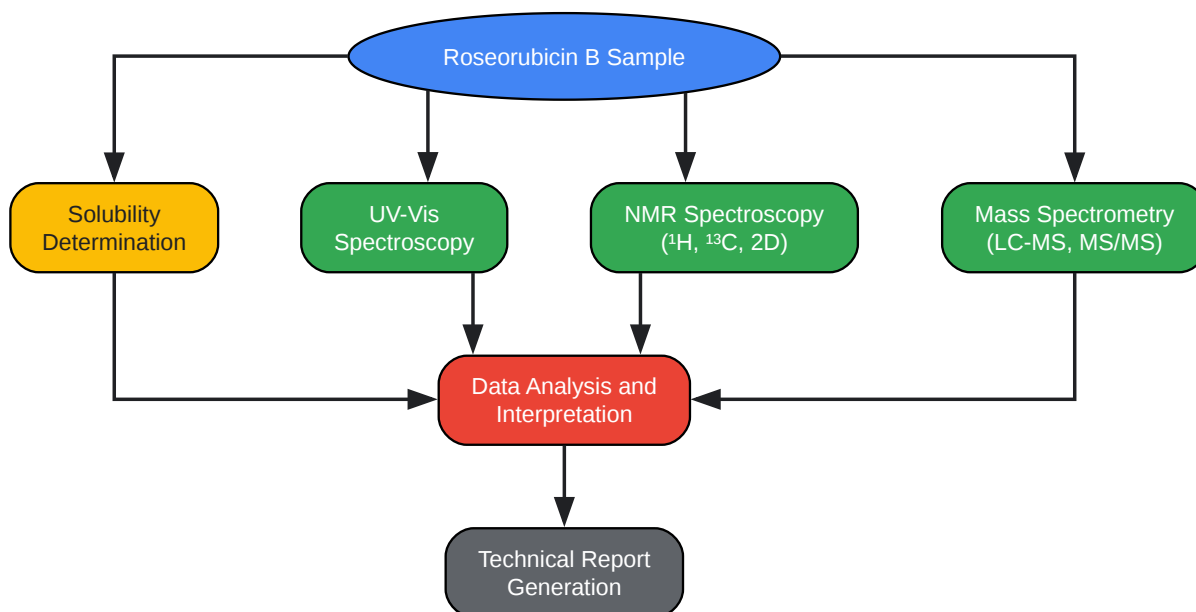 Roseorubicin B Sample
Solubility
Determination
UV-Vis
Spectroscopy
NMR Spectroscopy
(¹H, ¹³C, 2D)
Mass Spectrometry
(LC-MS, MS/MS)
Data Analysis and
Interpretation
Technical Report
Generation